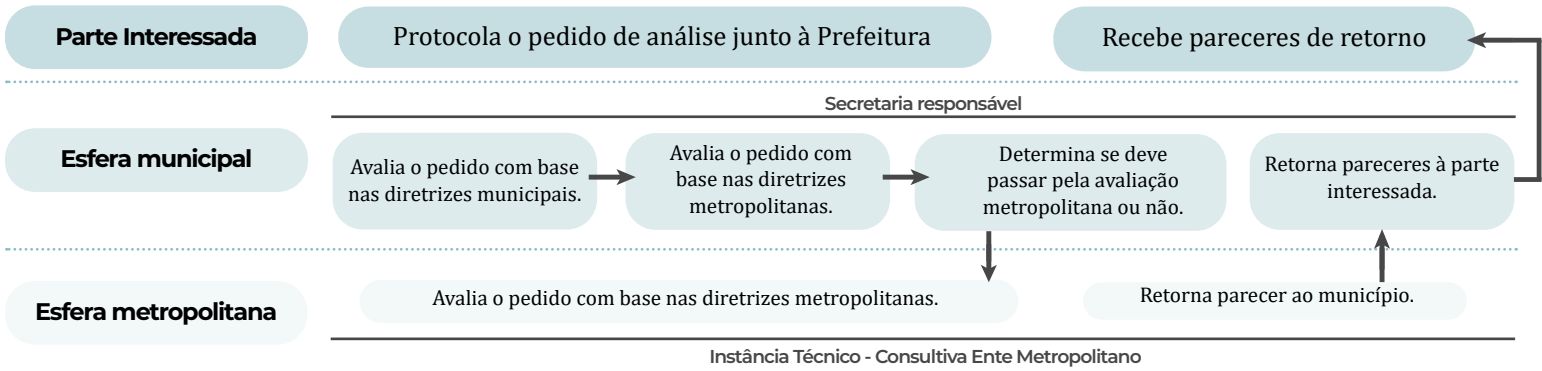 Parte Interessada
Protocola o pedido de análise junto à Prefeitura
Recebe pareceres de retorno
Secretaria responsável
Esfera municipal
Avalia o pedido com base
nas diretrizes municipais.
Avalia o pedido com
base nas diretrizes
metropolitanas.
Determina se deve
passar pela avaliação
metropolitana ou não.
Retorna pareceres à parte
interessada.
Esfera metropolitana
Avalia o pedido com base nas diretrizes metropolitanas.
Retorna parecer ao município.
Instância Técnico - Consultiva Ente Metropolitano